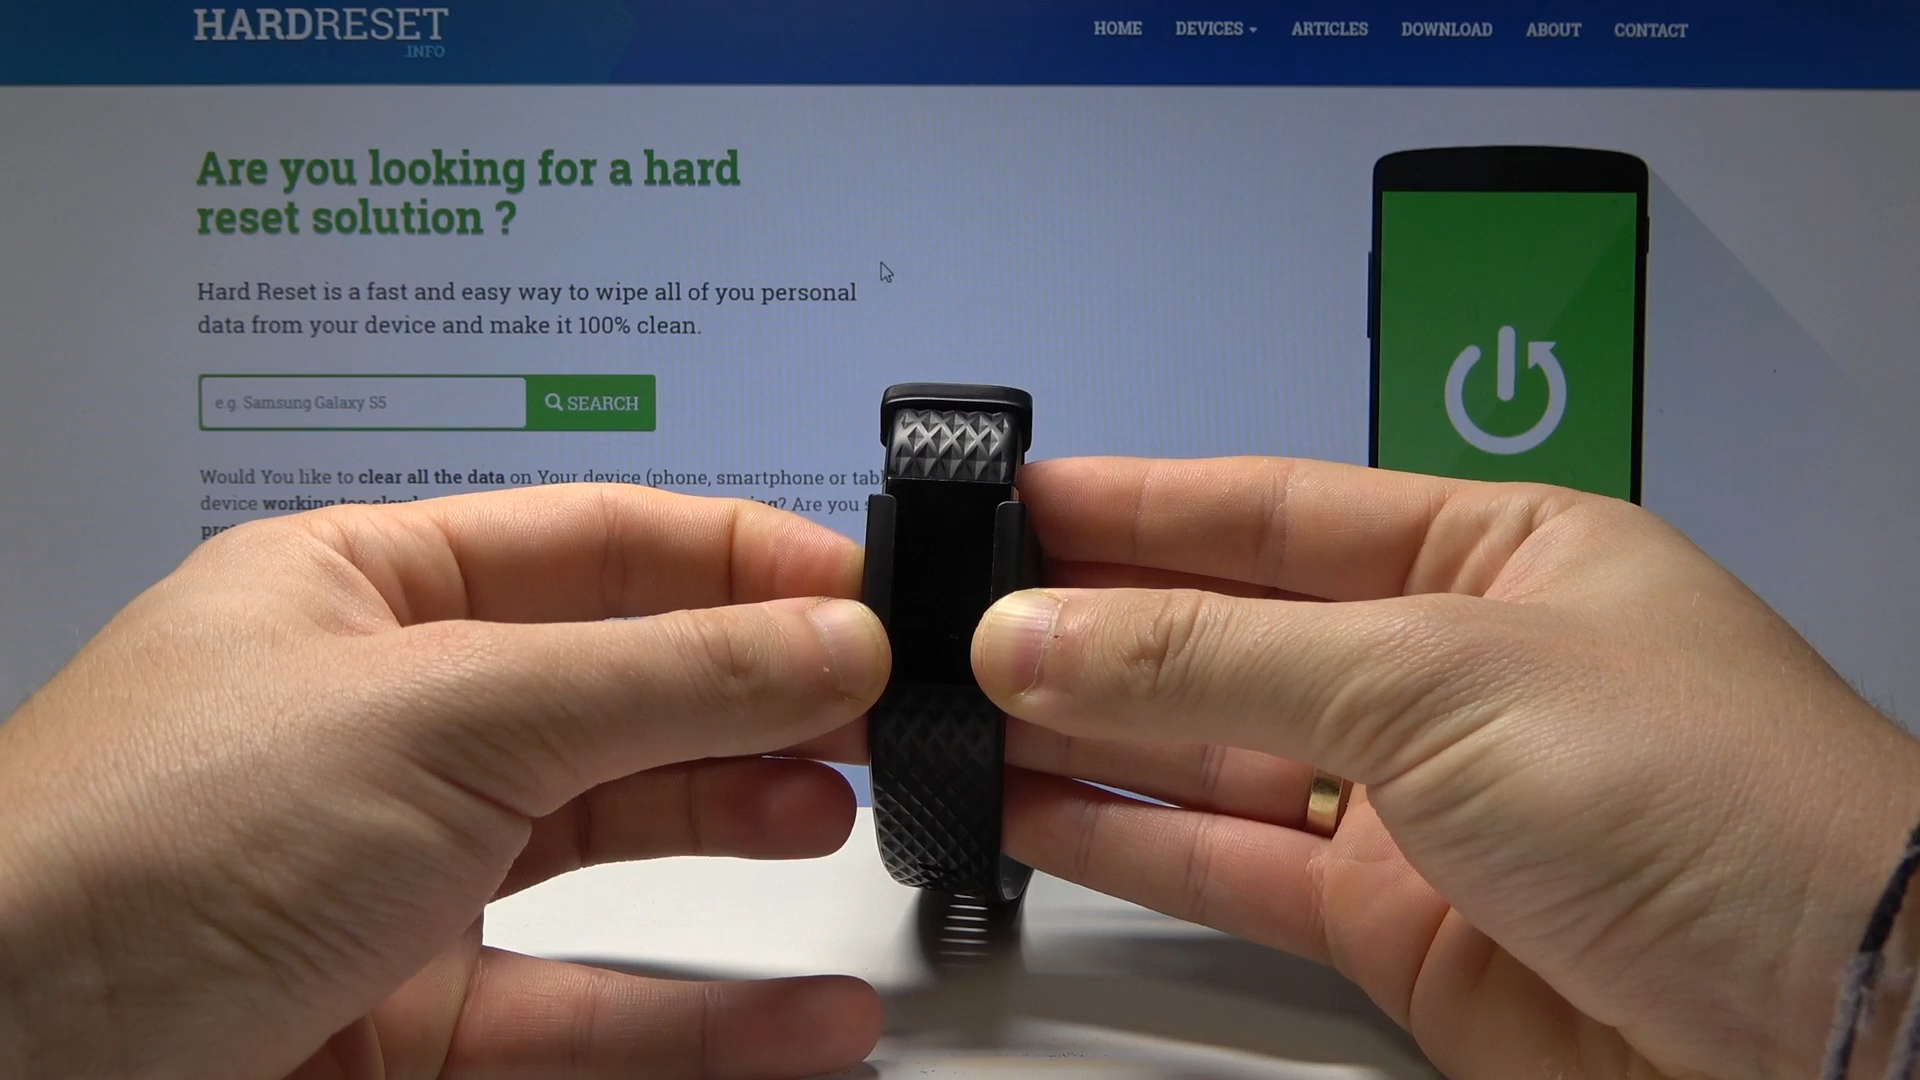 HARDRESET
.INFO
HOME DEVICES ARTICLES DOWNLOAD ABOUT CONTACT
Are you looking for a hard
reset solution ?
Hard Reset is a fast and easy way to wipe all of you personal
data from your device and make it 100% clean.
e.g. Samsung Galaxy S5
SEARCH
Would You like to clear all the data on Your device (phone, smartphone or tab
device working too ? Are you